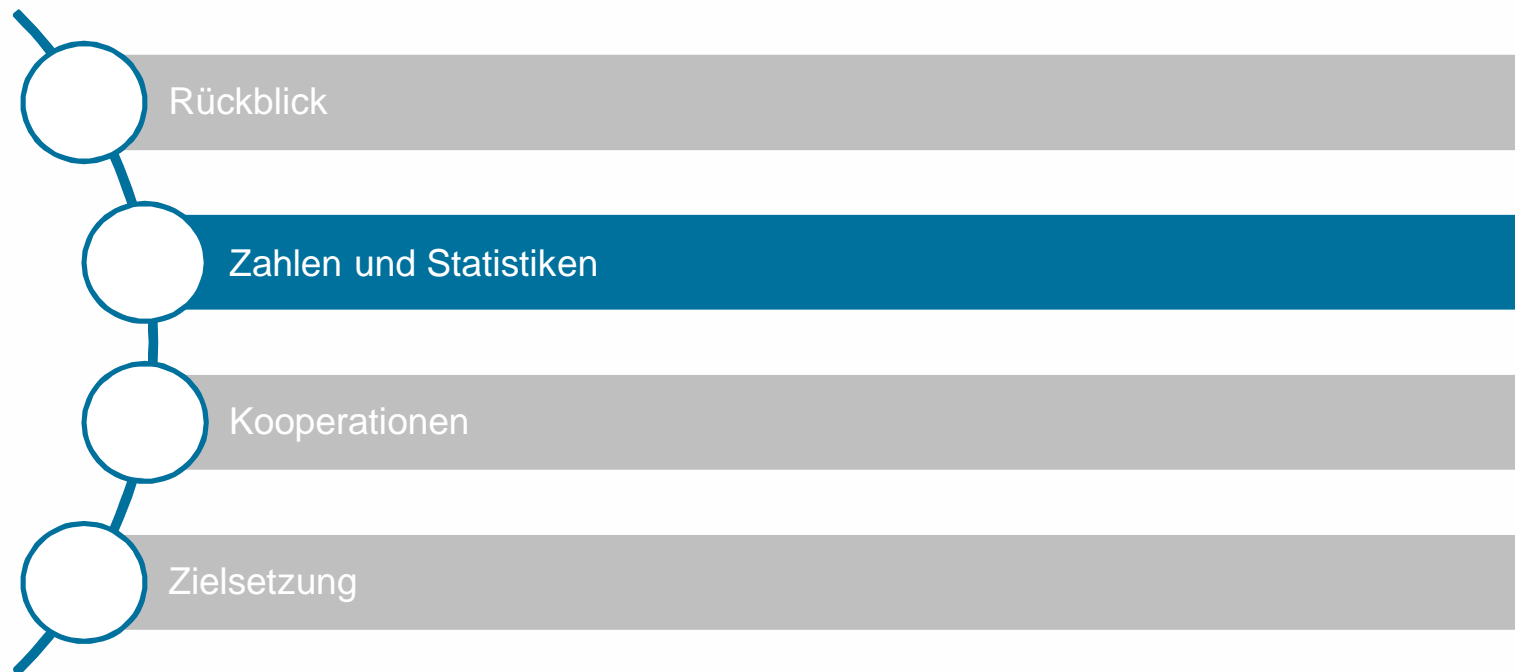 Rückblick
Zahlen und Statistiken
Kooperationen
Zielsetzung